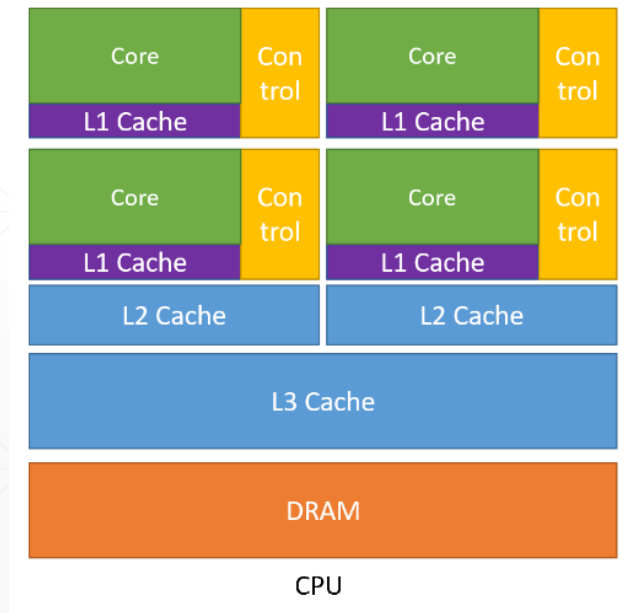 Core
Con
trol
L1 Cache
Core
Con
trol
L1 Cache
Core
Con
trol
L1 Cache
Core
Con
trol
L1 Cache
L2 Cache
L2 Cache
L3 Cache
DRAM
CPU